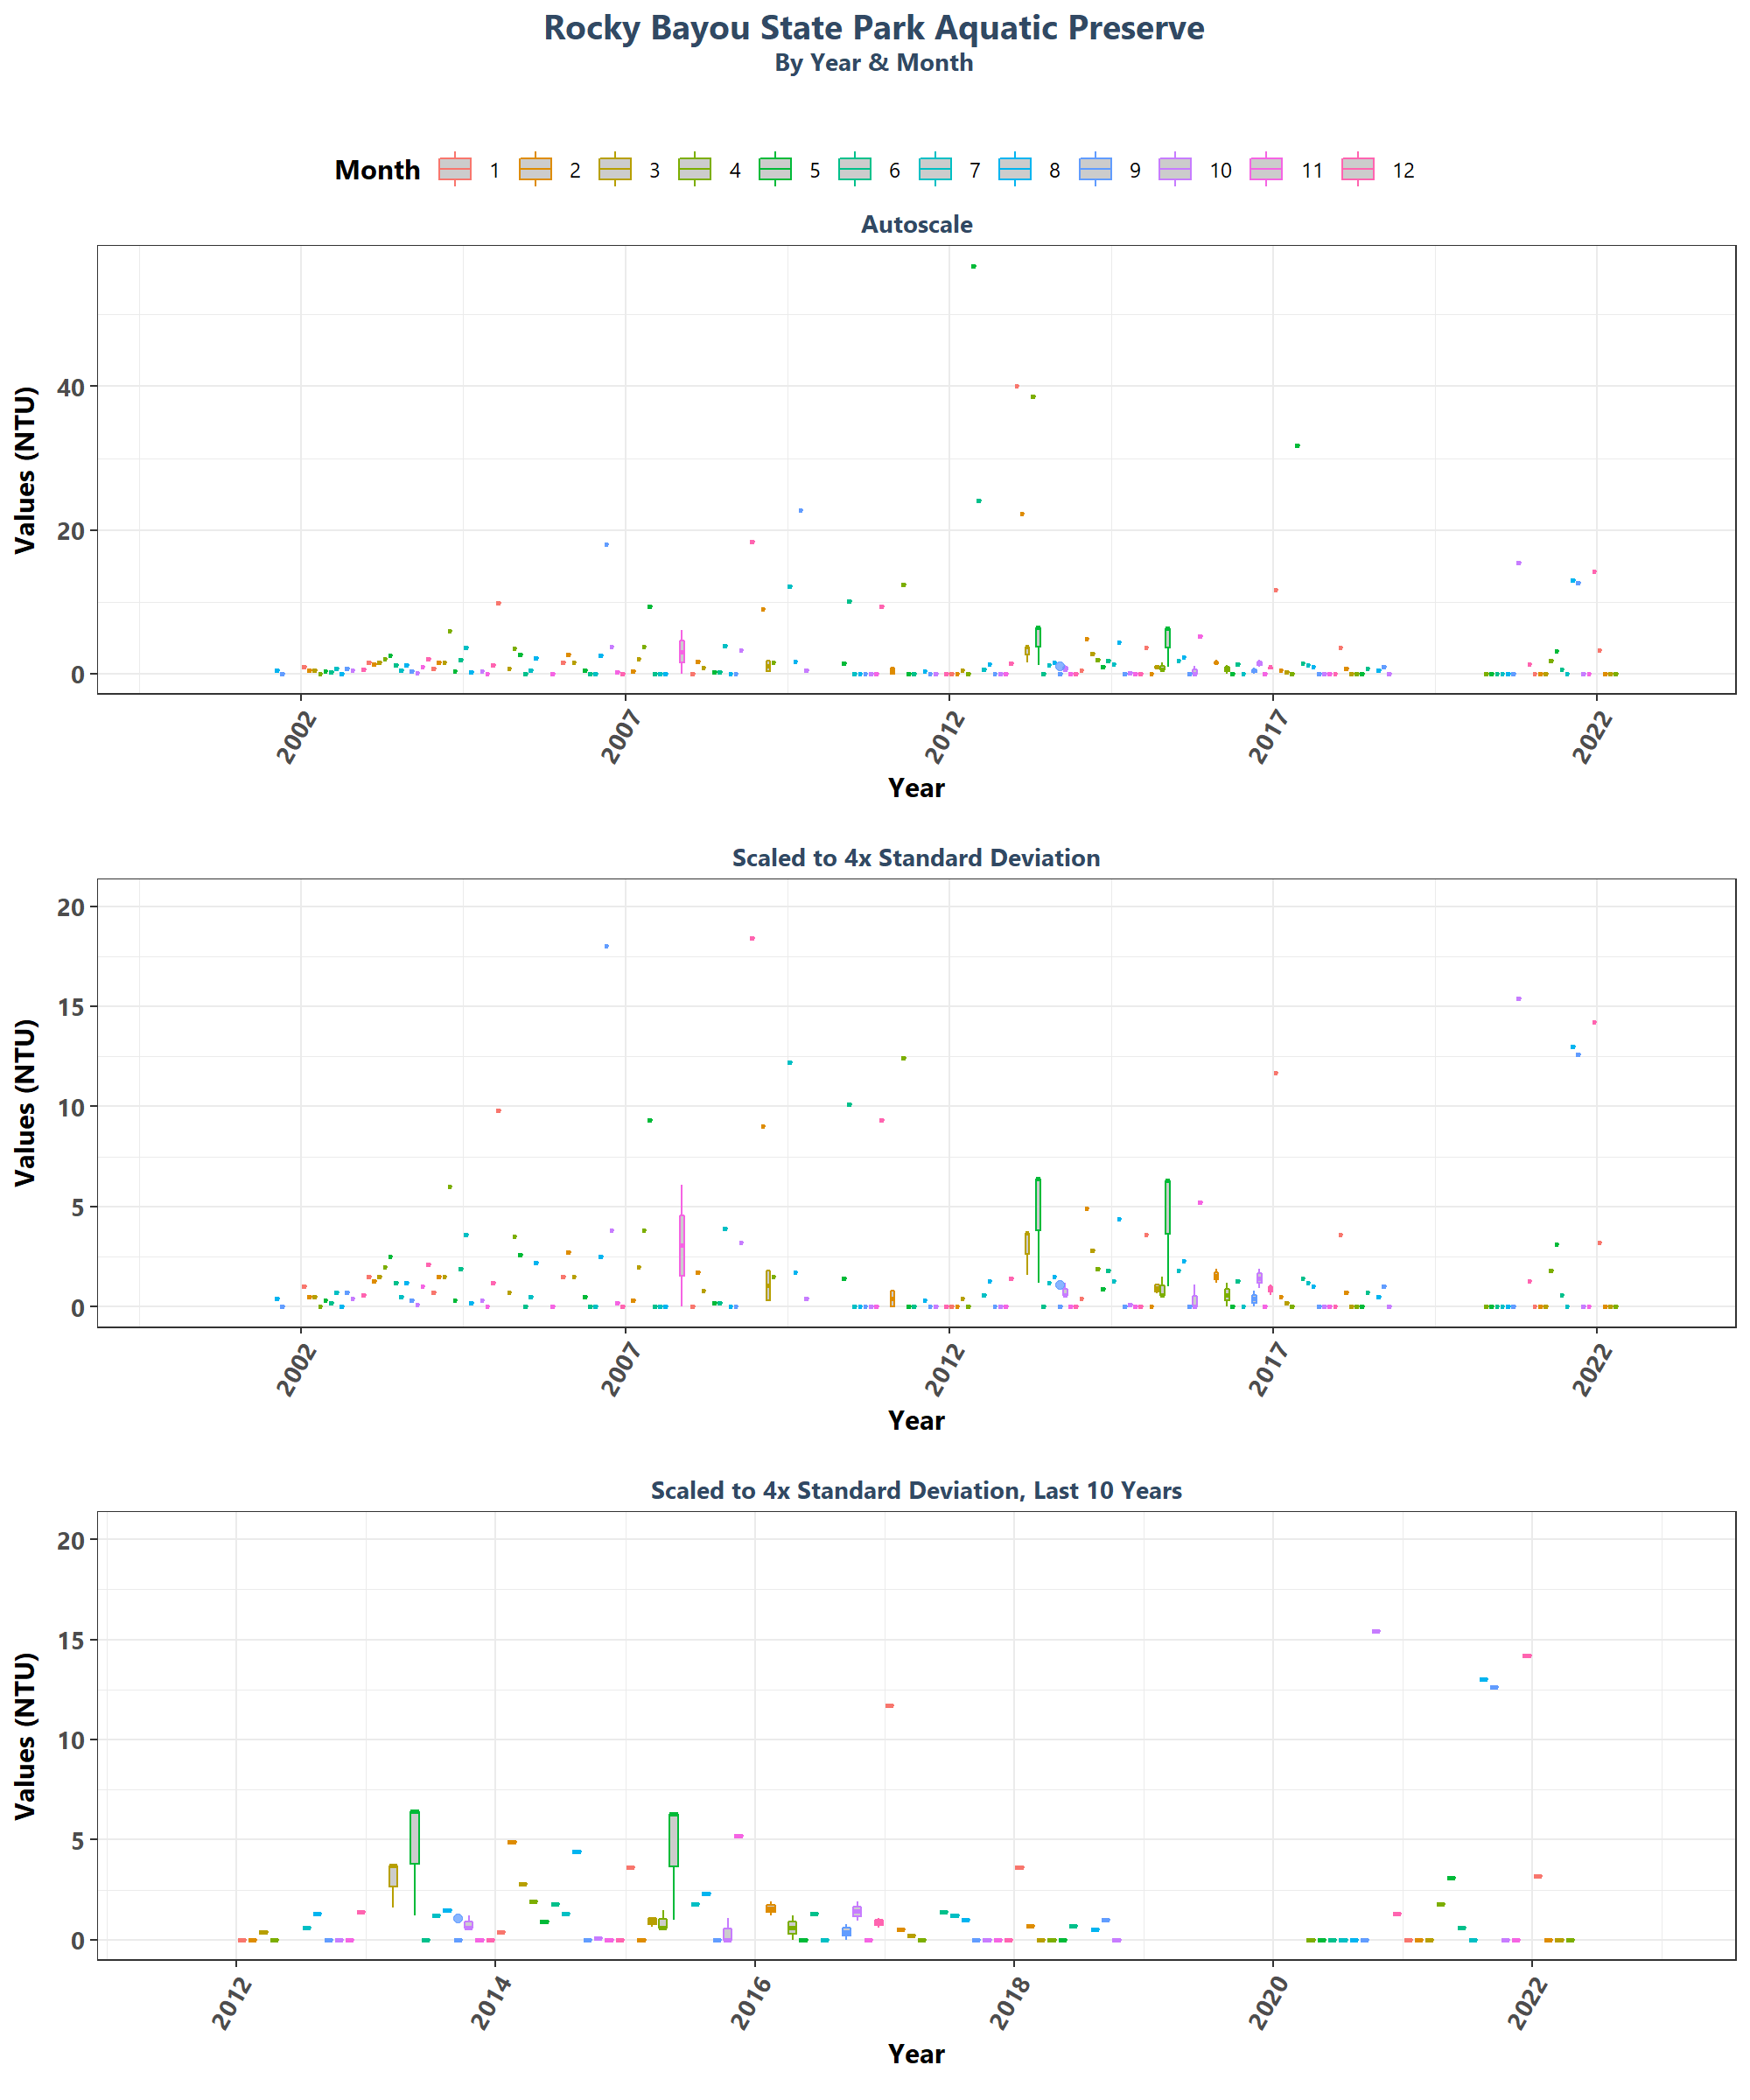 Rocky Bayou State Park Aquatic Preserve
By Year & Month
Month 1 2 3 4 5 6 7 8 9 10 11 12
Autoscale
Values (NTU)
40
20
0
2002 2007 2012 2017 2022
Year
Scaled to 4x Standard Deviation
Values (NTU)
20
15
10
5
0
2002 2007 2012 2017 2022
Year
Scaled to 4x Standard Deviation, Last 10 Years
Values (NTU)
20
15
10
5
0
2012 2014 2016 2018 2020 2022
Year